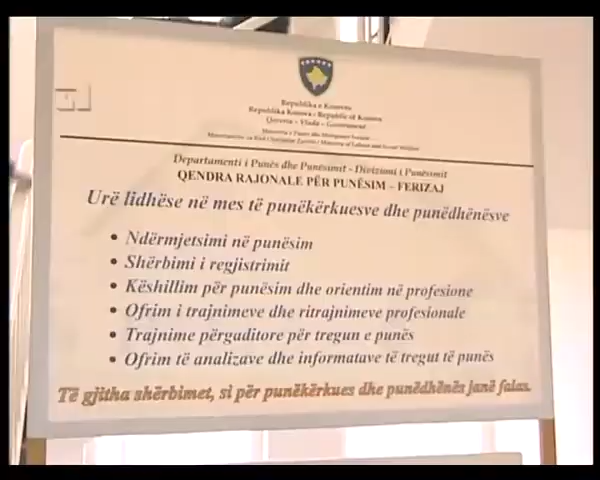 Republika e Kosovës
Republika Kosova - Republic of Kosovo
Qeveria - Vlada - Government
Departamenti i Punës dhe Punësimit - Divizioni i Punësimit
QENDRA RAJONALE PËR PUNËSIM - FERIZAJ
Urë lidhëse në mes të punëkërkuesve dhe punëdhënësve
• Ndërmjetsimi në punësim
• Shërbimi i regjistrimit
• Këshillim për punësim dhe orientim në profesione
• Ofrim i trajnimeve dhe ritrajnimeve profesionale
• Trajnime përgaditore për tregun e punës
• Ofrim të analizave dhe informatave të tregut të punës
Të gjitha shërbimet, si për punëkërkues dhe punëdhënës janë falas.